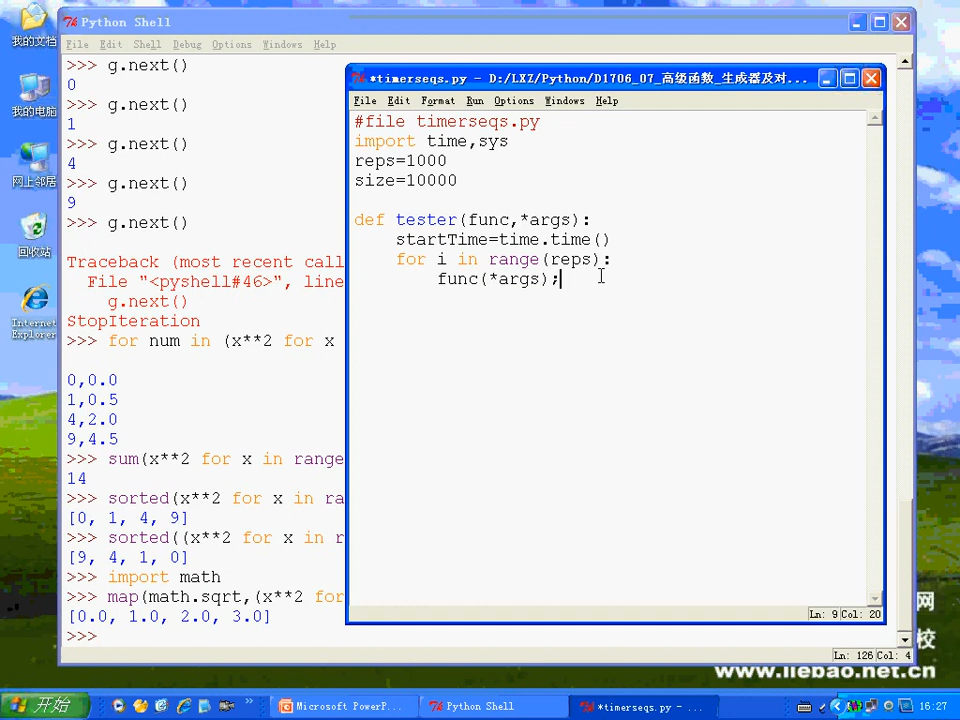 我的文档
我的电脑
网上邻居
回收站
Internet
Explorer
Python Shell
File Edit Shell Debug Options Windows Help
>>> g.next()
0
>>> g.next()
1
>>> g.next()
4
>>> g.next()
9
>>> g.next()
Traceback (most recent call
File "<pyshell#46>", line
g.next()
StopIteration
>>> for num in (x**2 for x
0,0.0
1,0.5
4,2.0
9,4.5
>>> sum(x**2 for x in range
14
>>> sorted(x**2 for x in ra
[0, 1, 4, 9]
>>> sorted((x**2 for x in r
[9, 4, 1, 0]
>>> import math
>>> map(math.sqrt,(x**2 for
[0.0, 1.0, 2.0, 3.0]
>>>
Ln: 126 Col: 4
*timerseqs.py - D:/LXZ/Python/D1706_07_高级函数_生成器及对...
File Edit Format Run Options Windows Help
#file timerseqs.py
import time,sys
reps=1000
size=10000
def tester(func,*args):
startTime=time.time()
for i in range(reps):
func(*args);
Ln: 9 Col: 20
网
校
www.liebao.net.cn
开始
»
Microsoft PowerP...
Python Shell
*timerseqs.py - ...
16:27